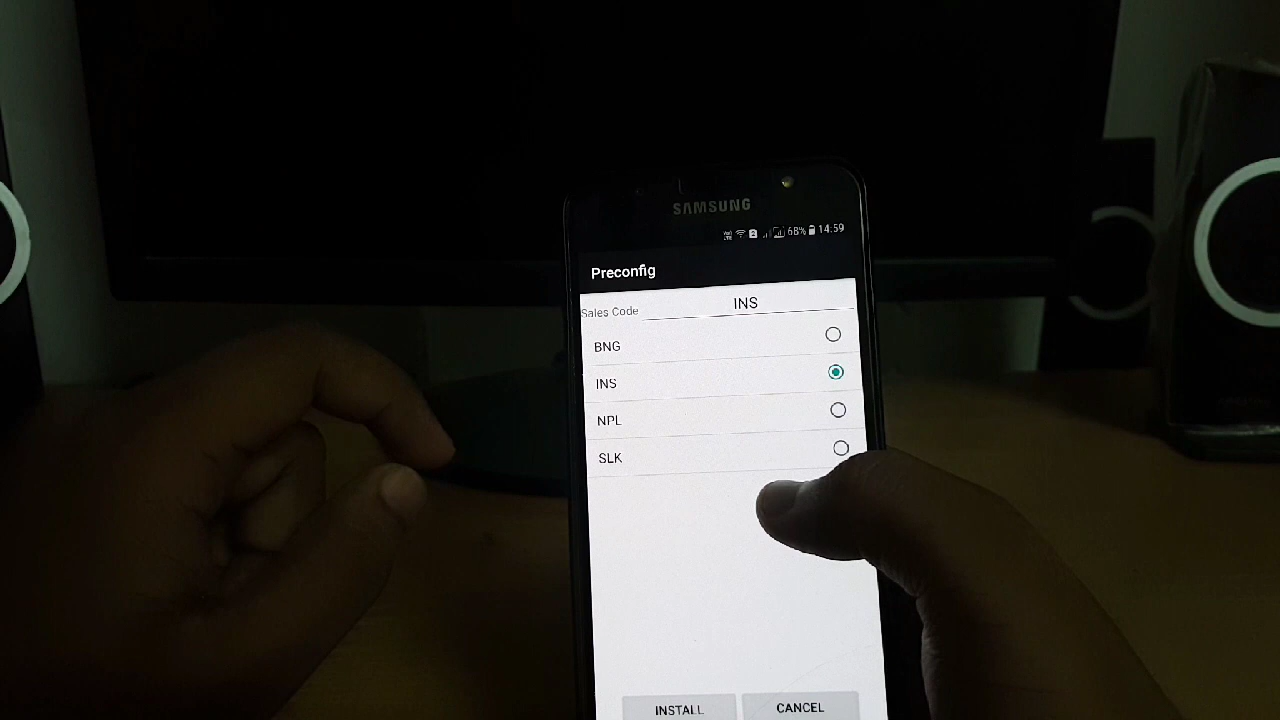 SAMSUNG
68% 14:59
Preconfig
Sales Code INS
BNG
INS
NPL
SLK
INSTALL CANCEL